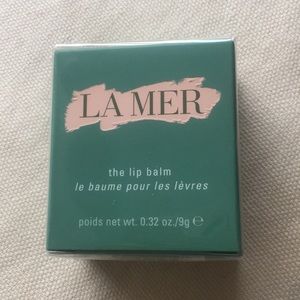 LA MER
the lip balm
le baume pour les lèvres
poids net wt. 0.32 oz./9g ℮